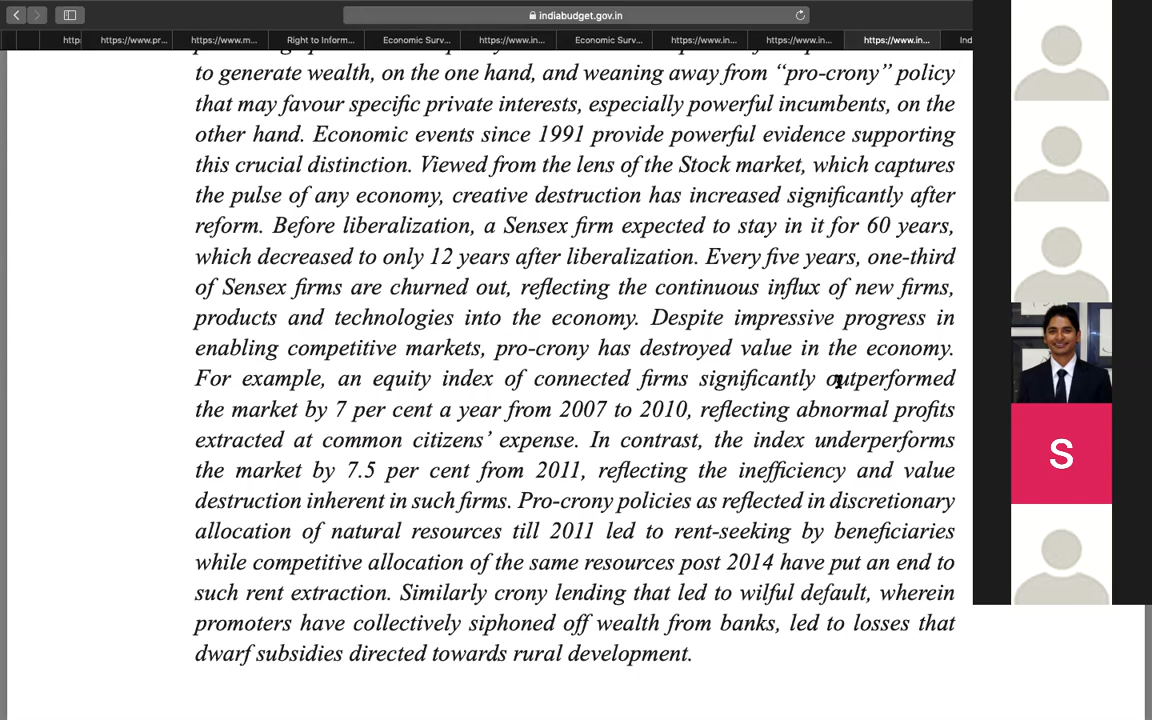 indiabudget.gov.in
http
https://www.pr...
https://www.m...
Right to Inform...
Economic Surv...
https://www.in...
Economic Surv...
https://www.in...
https://www.in...
https://www.in...
Ind
to generate wealth, on the one hand, and weaning away from “pro-crony” policy
that may favour specific private interests, especially powerful incumbents, on the
other hand. Economic events since 1991 provide powerful evidence supporting
this crucial distinction. Viewed from the lens of the Stock market, which captures
the pulse of any economy, creative destruction has increased significantly after
reform. Before liberalization, a Sensex firm expected to stay in it for 60 years,
which decreased to only 12 years after liberalization. Every five years, one-third
of Sensex firms are churned out, reflecting the continuous influx of new firms,
products and technologies into the economy. Despite impressive progress in
enabling competitive markets, pro-crony has destroyed value in the economy.
For example, an equity index of connected firms significantly outperformed
the market by 7 per cent a year from 2007 to 2010, reflecting abnormal profits
extracted at common citizens’ expense. In contrast, the index underperforms
the market by 7.5 per cent from 2011, reflecting the inefficiency and value
destruction inherent in such firms. Pro-crony policies as reflected in discretionary
allocation of natural resources till 2011 led to rent-seeking by beneficiaries
while competitive allocation of the same resources post 2014 have put an end to
such rent extraction. Similarly crony lending that led to wilful default, wherein
promoters have collectively siphoned off wealth from banks, led to losses that
dwarf subsidies directed towards rural development.
S